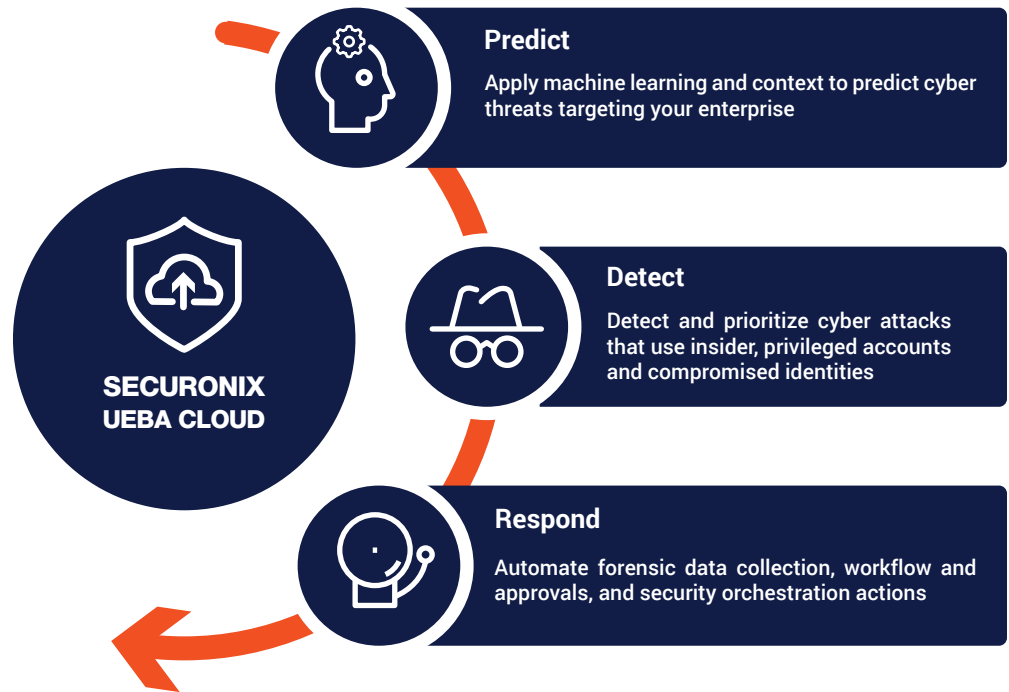 Predict
Apply machine learning and context to predict cyber
threats targeting your enterprise
SECURONIX
UEBA CLOUD
Detect
Detect and prioritize cyber attacks
that use insider, privileged accounts
and compromised identities
Respond
Automate forensic data collection, workflow and
approvals, and security orchestration actions